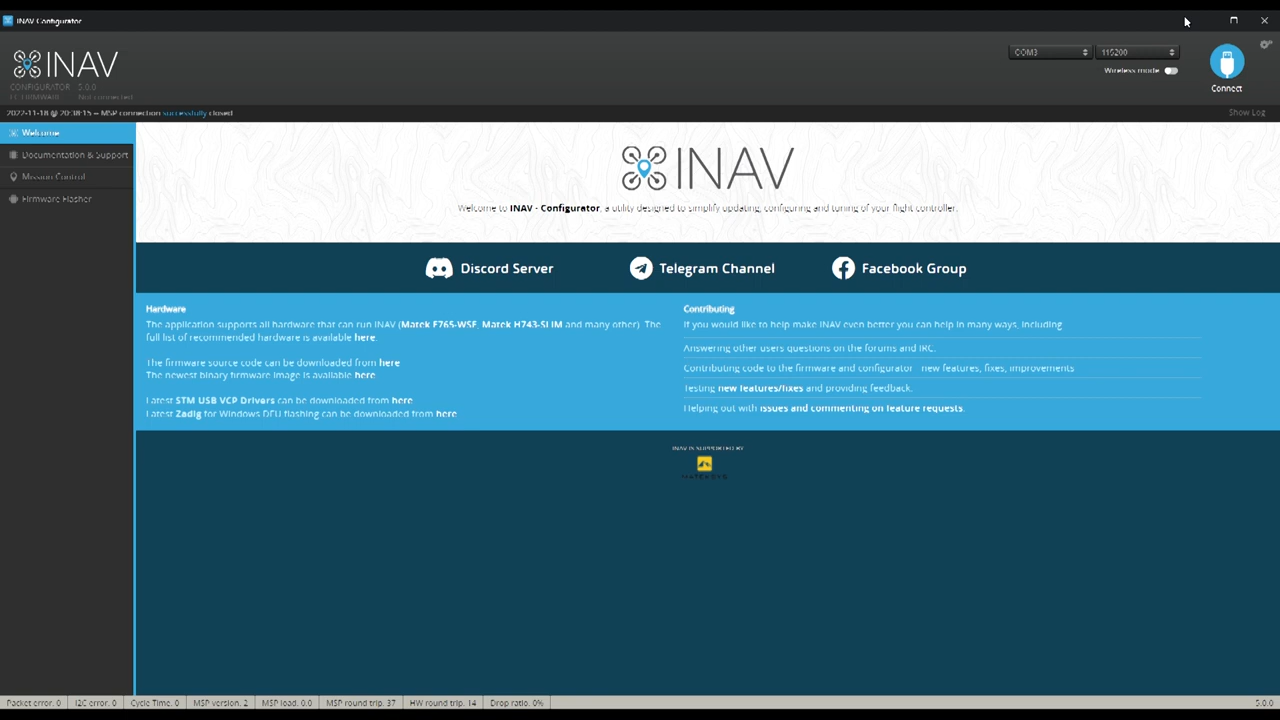 INAV Configurator
INAV
CONFIGURATOR 5.0.0
FC FIRMWARE Not connected
COM3
115200
Wireless mode
Connect
2022-11-18 @ 20:38:15 -- MSP connection successfully closed
Show Log
Welcome
Documentation & Support
Mission Control
Firmware Flasher
INAV
Welcome to INAV - Configurator, a utility designed to simplify updating, configuring and tuning of your flight controller.
Discord Server
Telegram Channel
Facebook Group
Hardware
The application supports all hardware that can run INAV (Matek F765-WSE, Matek H743-SLIM and many other). The
full list of recommended hardware is available here.
The firmware source code can be downloaded from here
The newest binary firmware image is available here
Latest STM USB VCP Drivers can be downloaded from here
Latest Zadig for Windows DFU flashing can be downloaded from here
Contributing
If you would like to help make INAV even better you can help in many ways, including
Answering other users questions on the forums and IRC.
Contributing code to the firmware and configurator - new features, fixes, improvements
Testing new features/fixes and providing feedback.
Helping out with issues and commenting on feature requests.
INAV IS SUPPORTED BY
MATEKSYS
Packet error: 0
I2C error: 0
Cycle Time: 0
MSP version: 2
MSP load: 0.0
MSP round trip: 37
HW round trip: 14
Drop ratio: 0%
5.0.0